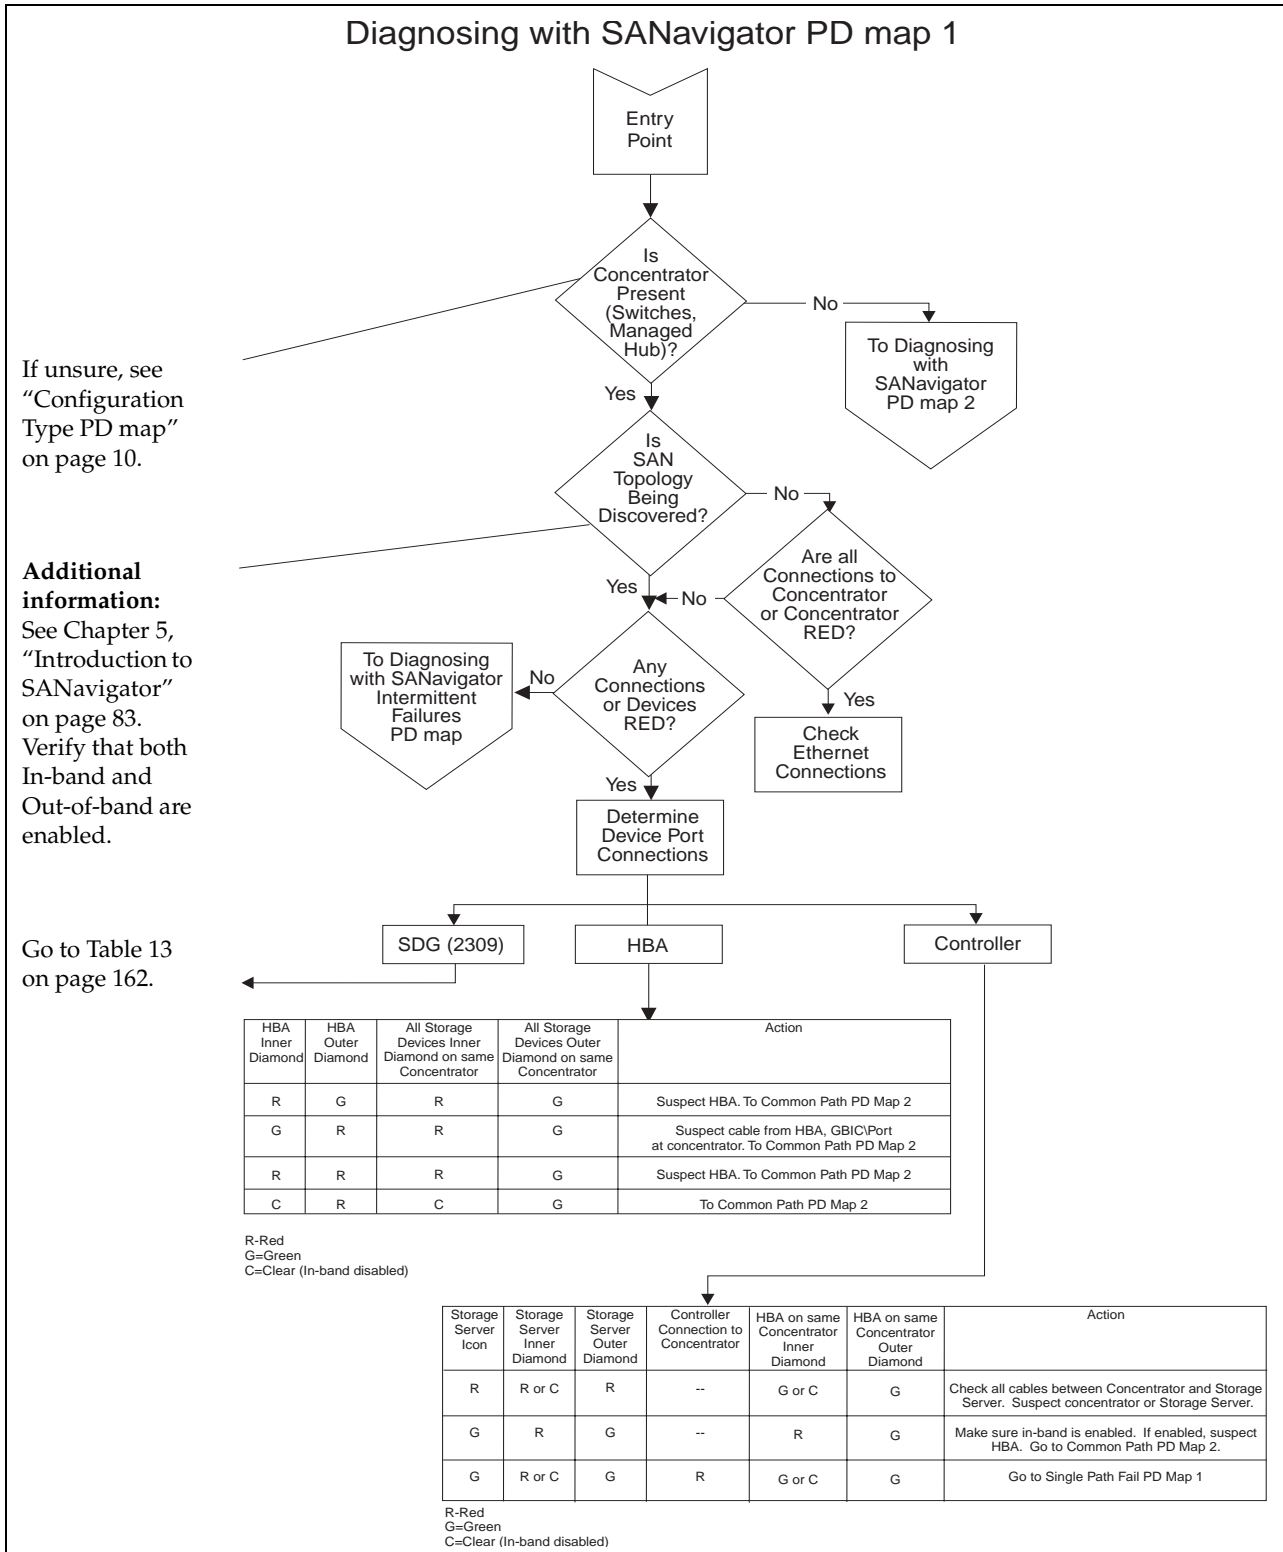 Diagnosing with SANavigator PD map 1
Entry
Point
Is
Concentrator
Present
(Switches,
Managed
Hub)?
No
To Diagnosing
with
SANavigator
PD map 2
If unsure, see
“Configuration
Type PD map”
on page 10.
Yes
Is
SAN
Topology
Being
Discovered?
No
Are all
Connections to
Concentrator
or Concentrator
RED?
Additional
information:
See Chapter 5,
“Introduction to
SANavigator”
on page 83.
Verify that both
In-band and
Out-of-band are
enabled.
Yes
No
To Diagnosing
with SANavigator
Intermittent
Failures
PD map
No
Any
Connections
or Devices
RED?
Yes
Check
Ethernet
Connections
Yes
Determine
Device Port
Connections
Go to Table 13
on page 162.
SDG (2309)
HBA
Controller
HBA
Inner
Diamond
HBA
Outer
Diamond
All Storage
Devices Inner
Diamond on same
Concentrator
All Storage
Devices Outer
Diamond on same
Concentrator
Action
R G R G Suspect HBA. To Common Path PD Map 2
G R R G Suspect cable from HBA, GBIC\Port
at concentrator. To Common Path PD Map 2
R R R G Suspect HBA. To Common Path PD Map 2
C R C G To Common Path PD Map 2
R-Red
G=Green
C=Clear (In-band disabled)
Storage
Server
Icon
Storage
Server
Inner
Diamond
Storage
Server
Outer
Diamond
Controller
Connection to
Concentrator
HBA on same
Concentrator
Inner
Diamond
HBA on same
Concentrator
Outer
Diamond
Action
R R or C R -- G or C G Check all cables between Concentrator and Storage
Server. Suspect concentrator or Storage Server.
G R G -- R G Make sure in-band is enabled. If enabled, suspect
HBA. Go to Common Path PD Map 2.
G R or C G R G or C G Go to Single Path Fail PD Map 1
R-Red
G=Green
C=Clear (In-band disabled)